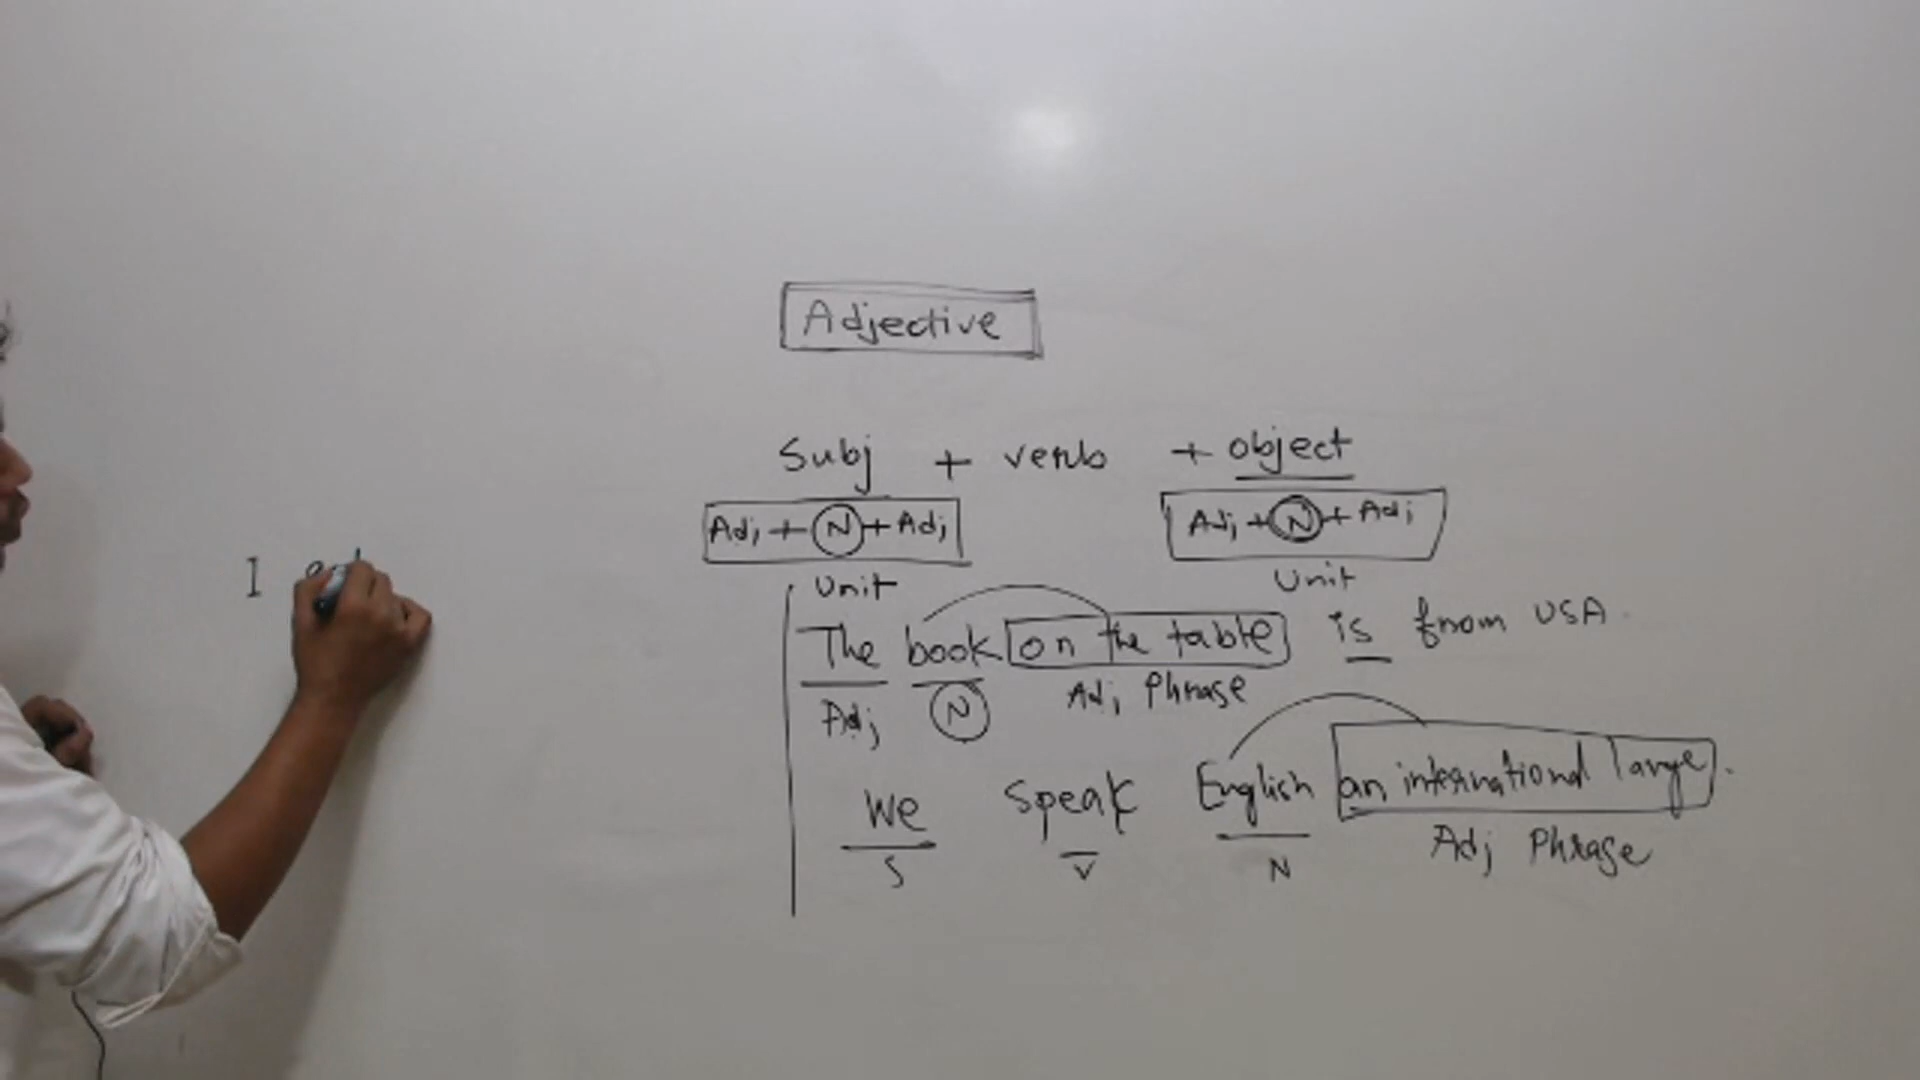 Adjective
Subj + verb + object
Adj + N + Adj Adj + N + Adj
Unit Unit
The book on the table is from USA.
Adj N Adj Phrase
I
We speak English an international lange.
S V N Adj Phrase